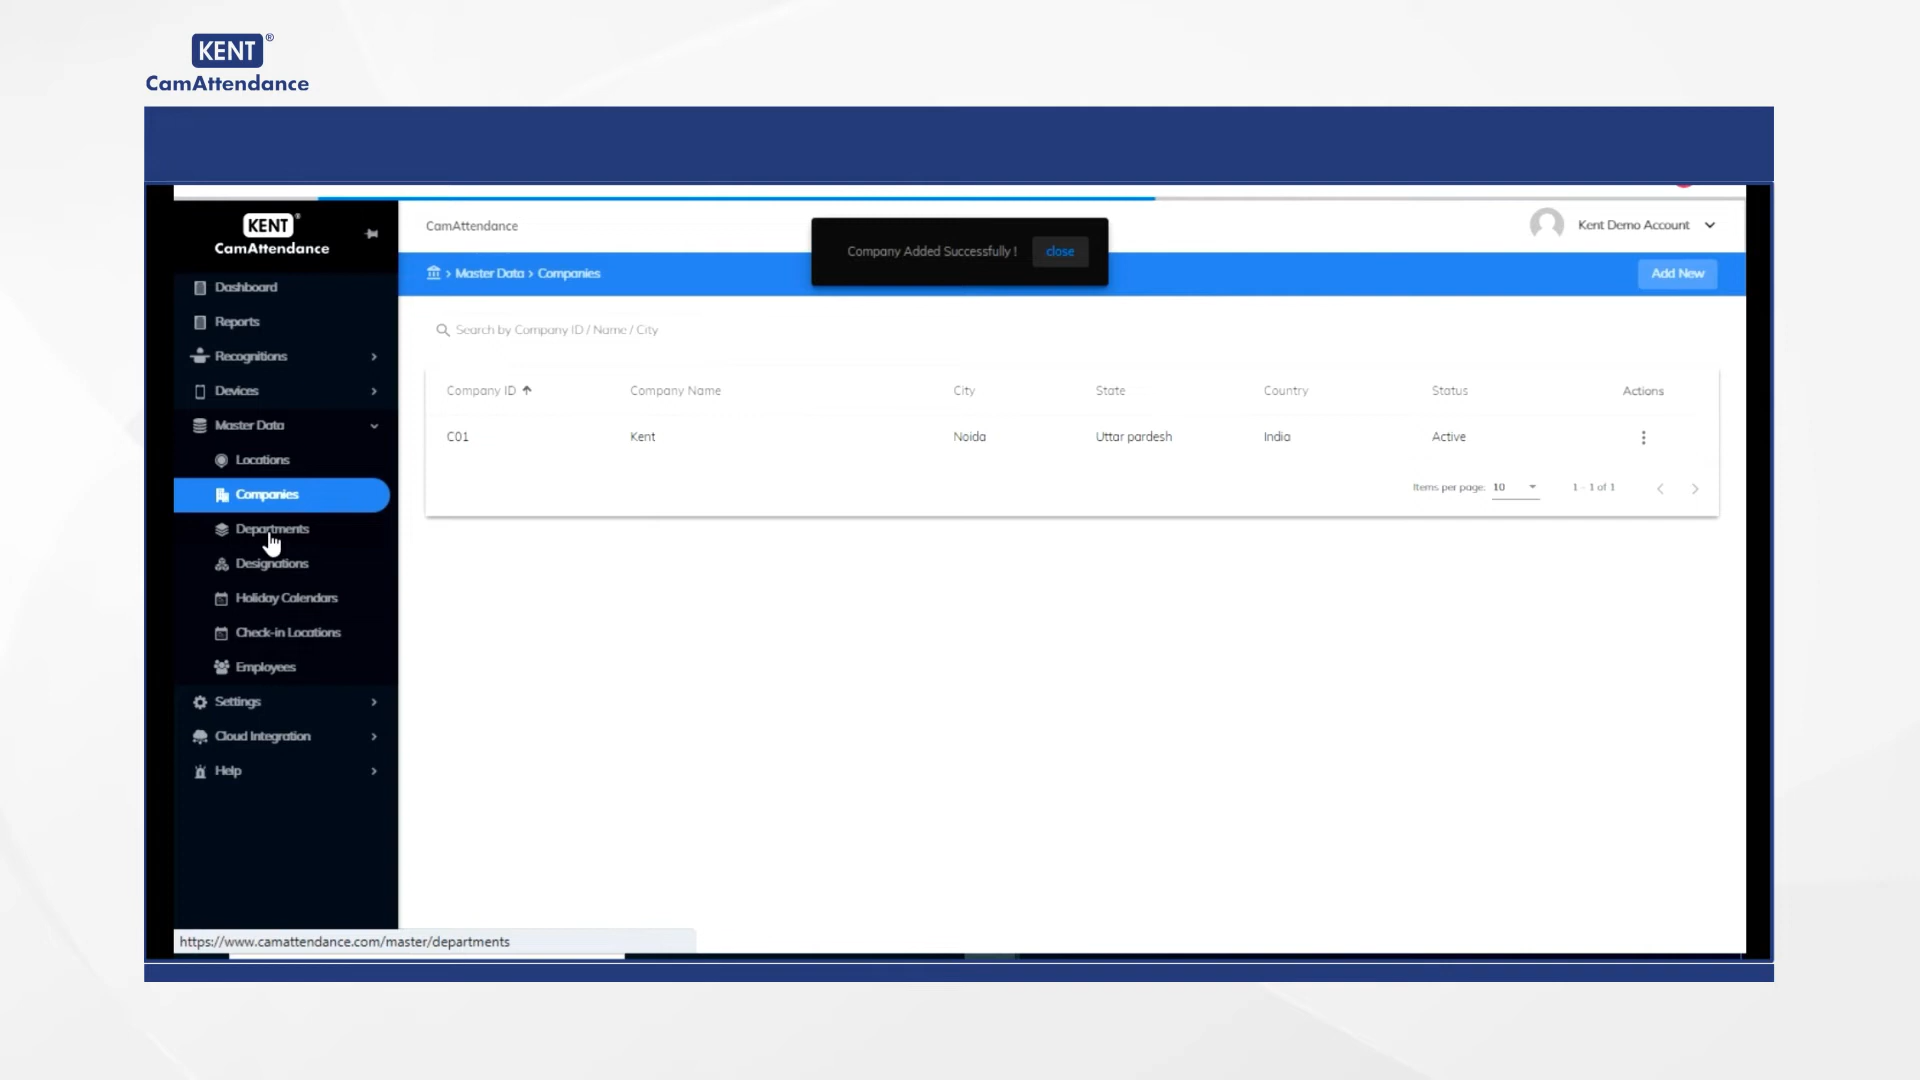 KENT®
CamAttendance
KENT®
CamAttendance
CamAttendance
Company Added Successfully ! close
Kent Demo Account
> Master Data > Companies
Add New
Dashboard
Reports
Recognitions
Devices
Master Data
Locations
Companies
Departments
Designations
Holiday Calendars
Check-in Locations
Employees
Settings
Cloud Integration
Help
Search by Company ID / Name / City
Company ID Company Name City State Country Status Actions
C01 Kent Noida Uttar pardesh India Active
Items per page: 10 1 - 1 of 1
https://www.camattendance.com/master/departments